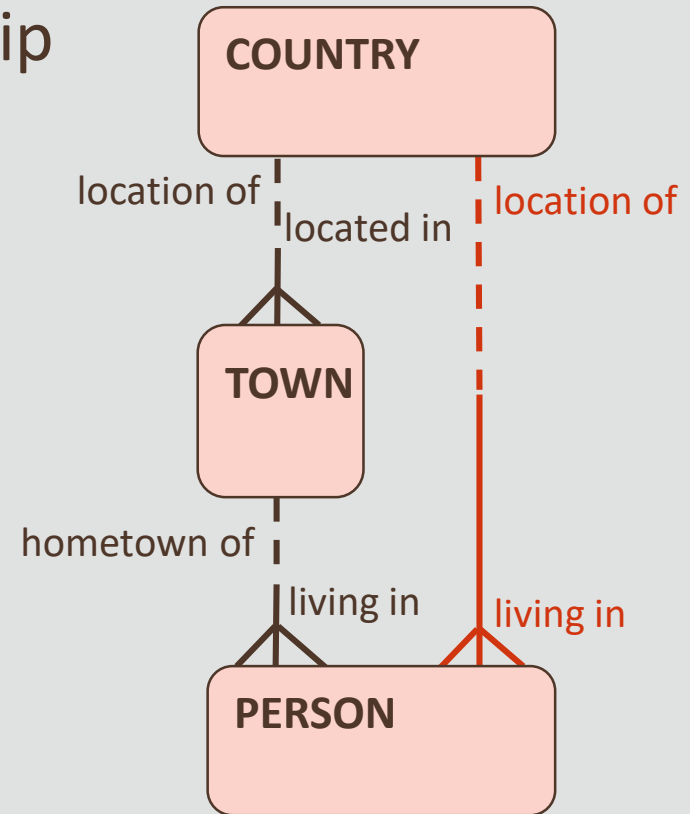 ip
COUNTRY
location of
location of
located in
TOWN
hometown of
living in
living in
PERSON